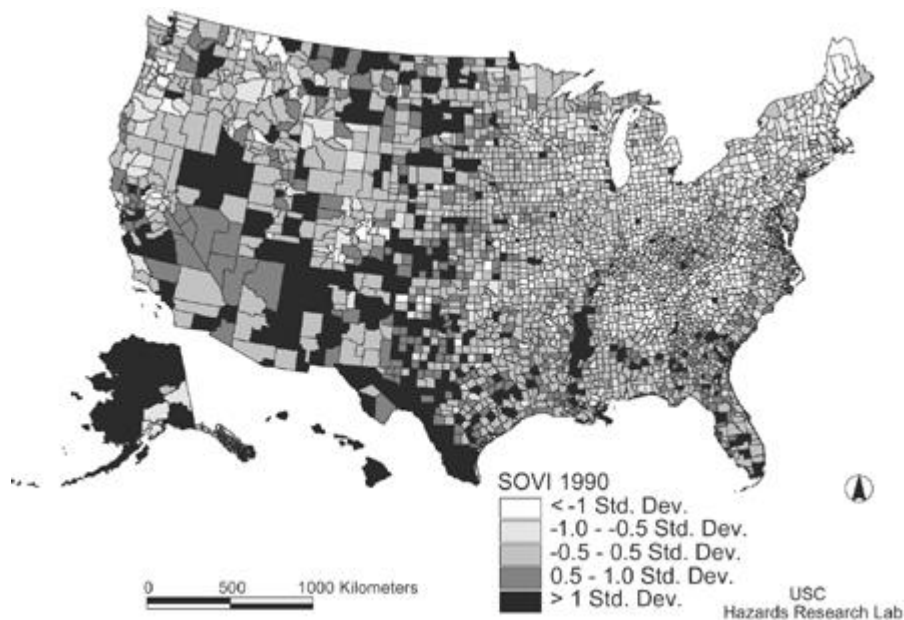 SOVI 1990
< -1 Std. Dev.
-1.0 - -0.5 Std. Dev.
-0.5 - 0.5 Std. Dev.
0.5 - 1.0 Std. Dev.
> 1 Std. Dev.
0 500 1000 Kilometers
USC
Hazards Research Lab